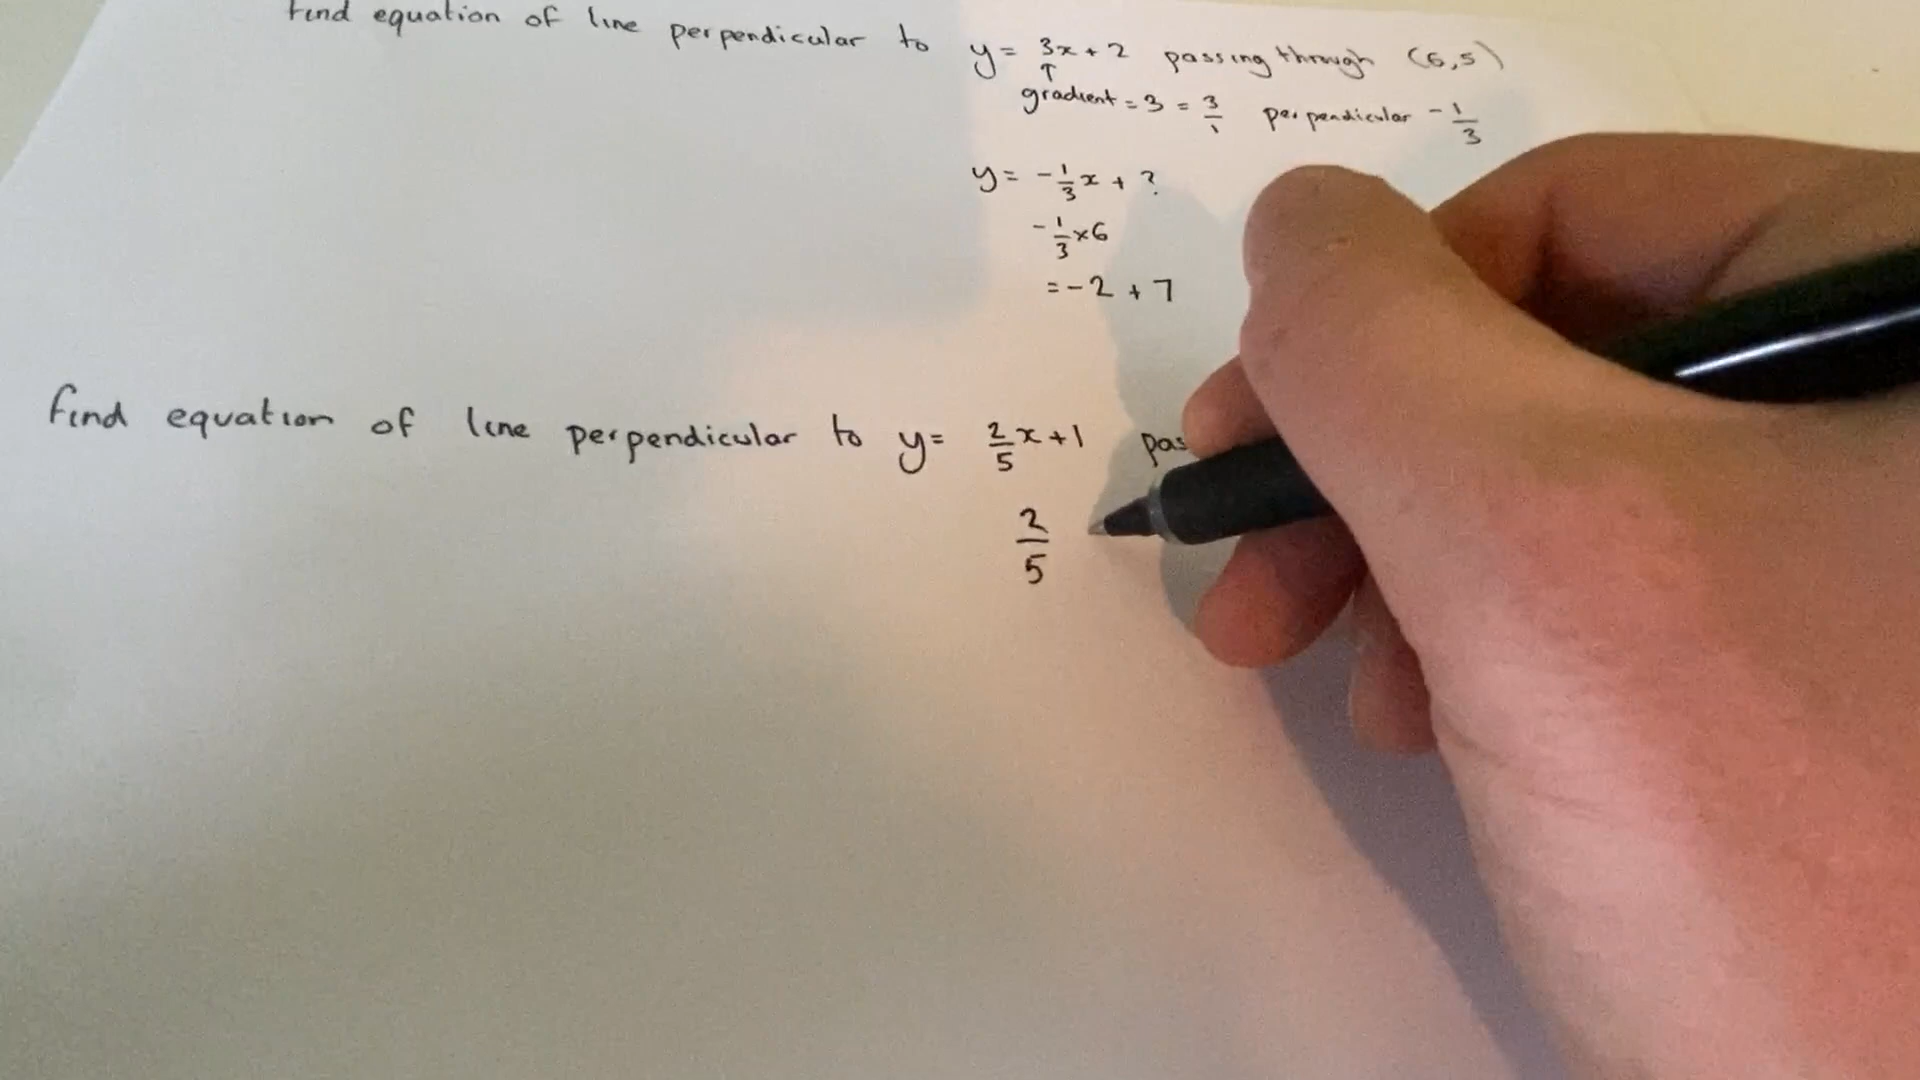 find equation of line perpendicular to y = 3x + 2 passing through (6,5)
↑
gradient = 3 = 3/1 perpendicular -1/3
y = -1/3x + ?
-1/3 × 6
= -2 + 7
find equation of line perpendicular to y = 2/5x + 1 pas
2/5